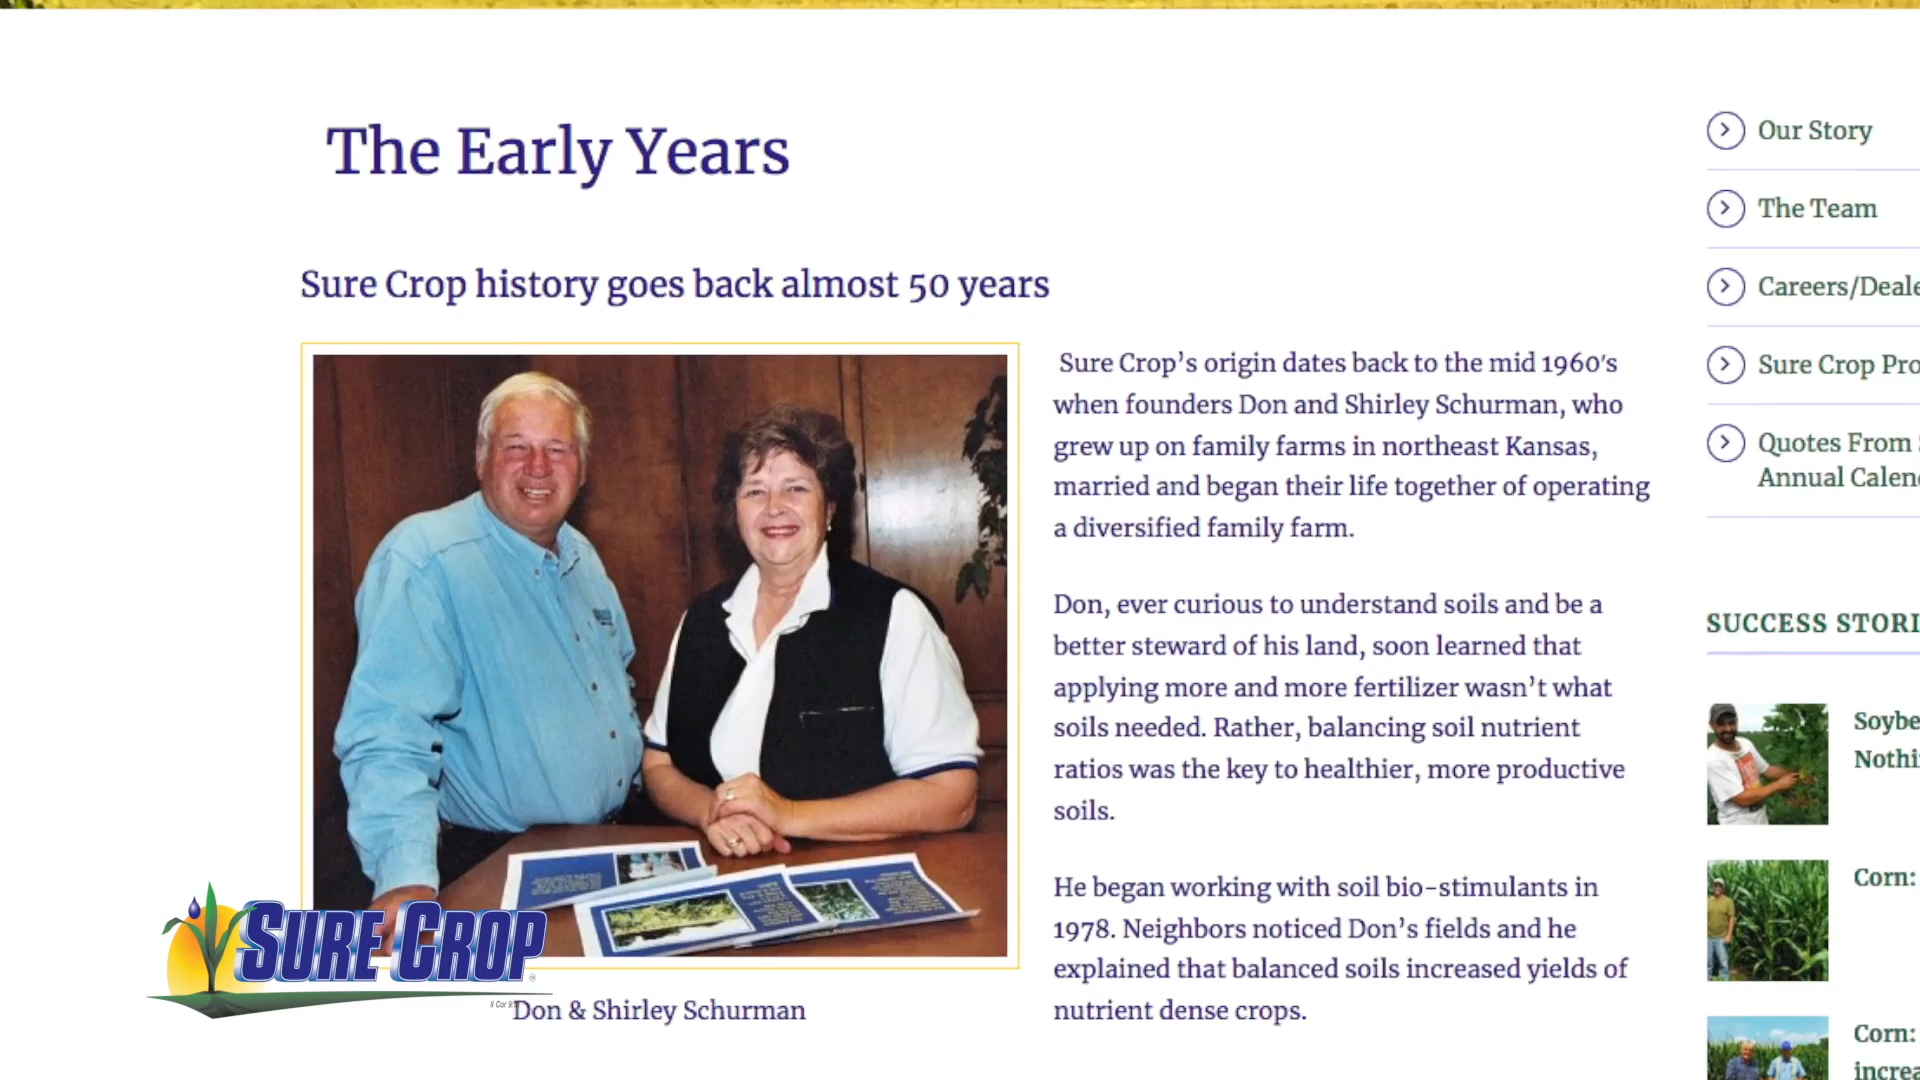 The Early Years
Sure Crop history goes back almost 50 years
Sure Crop’s origin dates back to the mid 1960's
when founders Don and Shirley Schurman, who
grew up on family farms in northeast Kansas,
married and began their life together of operating
a diversified family farm.
Don, ever curious to understand soils and be a
better steward of his land, soon learned that
applying more and more fertilizer wasn’t what
soils needed. Rather, balancing soil nutrient
ratios was the key to healthier, more productive
soils.
He began working with soil bio-stimulants in
1978. Neighbors noticed Don’s fields and he
explained that balanced soils increased yields of
nutrient dense crops.
Don & Shirley Schurman
SURE CROP
II Cor 9:
Our Story
The Team
Careers/Deale
Sure Crop Pro
Quotes From
Annual Calen
SUCCESS STORI
Soybe
Nothi
Corn:
Corn:
increa